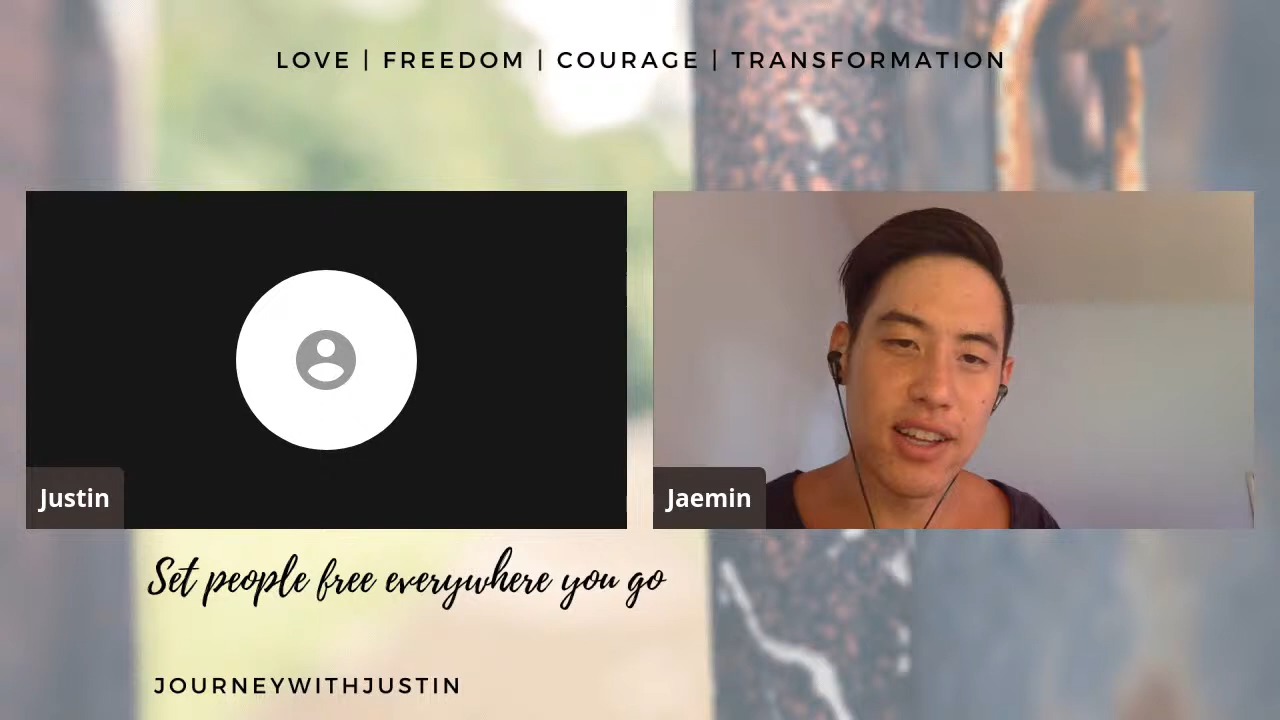 LOVE | FREEDOM | COURAGE | TRANSFORMATION
Justin
Jaemin
Set people free everywhere you go
JOURNEYWITHJUSTIN